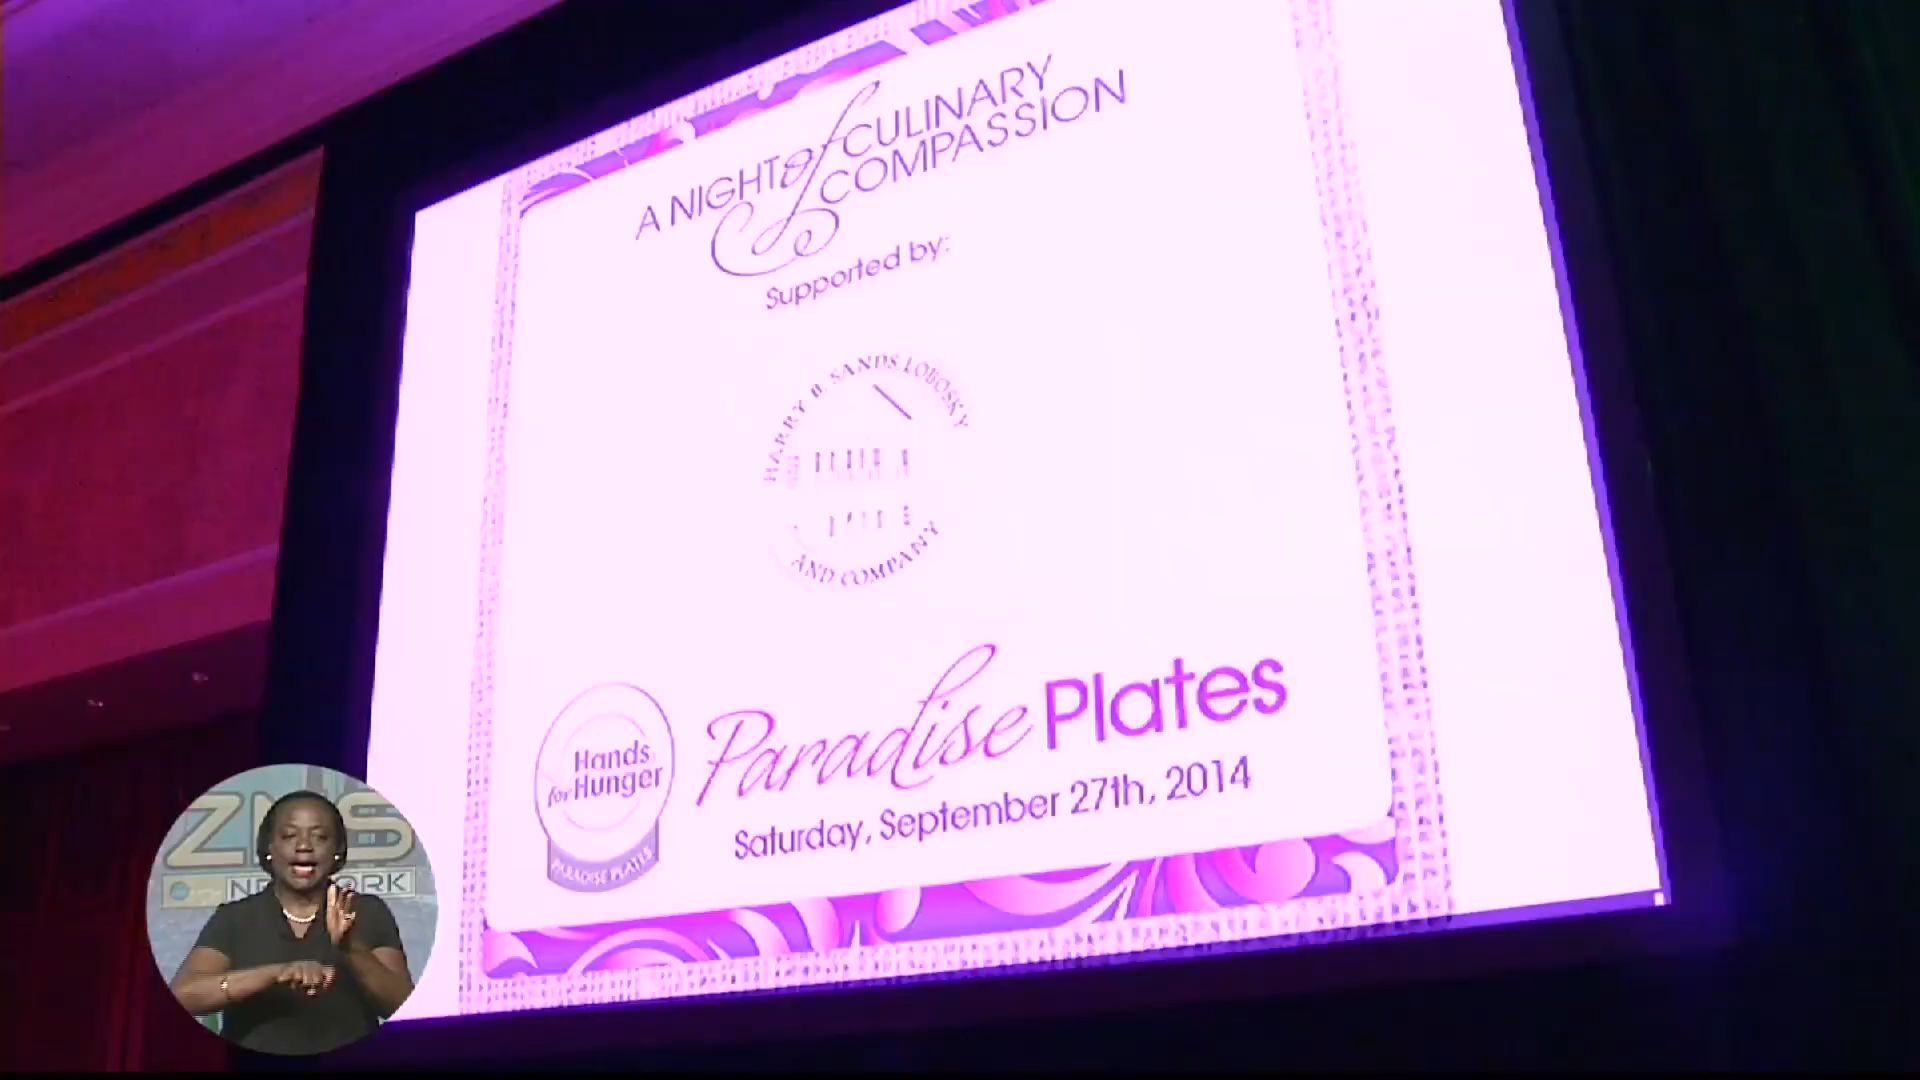 A NIGHT of CULINARY
COMPASSION
Supported by:
HARRY B. SANDS, LOBOSKY
AND COMPANY
Hands
for Hunger
PARADISE PLATES
Paradise Plates
Saturday, September 27th, 2014
ZNS
NETWORK